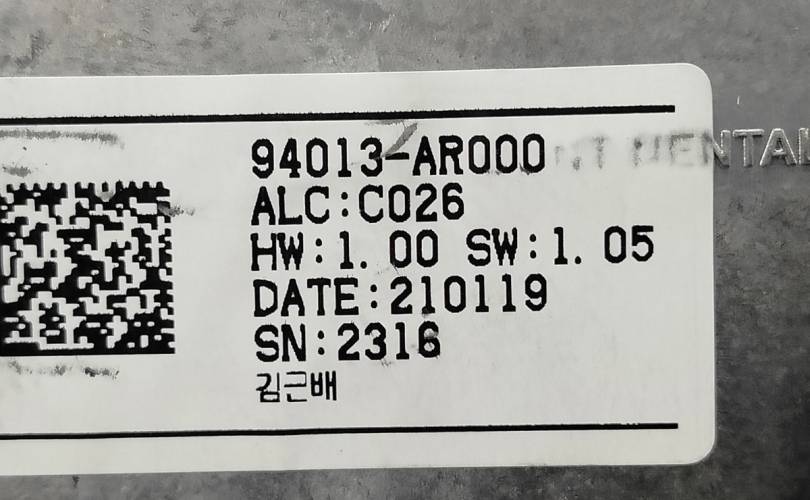 94013-AR000
ALC:C026
HW:1. 00 SW:1. 05
DATE:210119
SN:2316
김근배